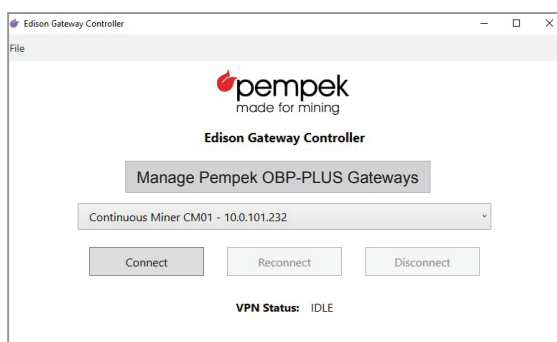 Edison Gateway Controller
File
pempek
made for mining
Edison Gateway Controller
Manage Pempek OBP-PLUS Gateways
Continuous Miner CM01 - 10.0.101.232
Connect Reconnect Disconnect
VPN Status: IDLE